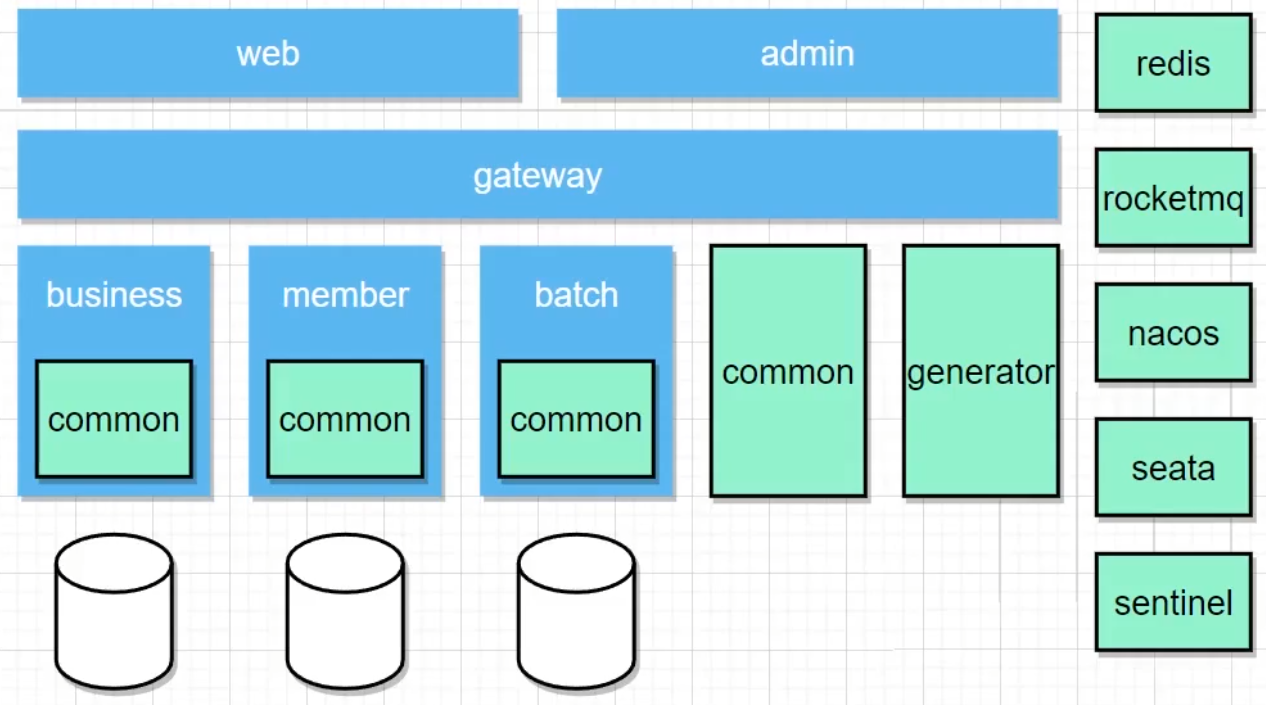 web
admin
gateway
business
member
batch
common
common
common
common
generator
redis
rocketmq
nacos
seata
sentinel